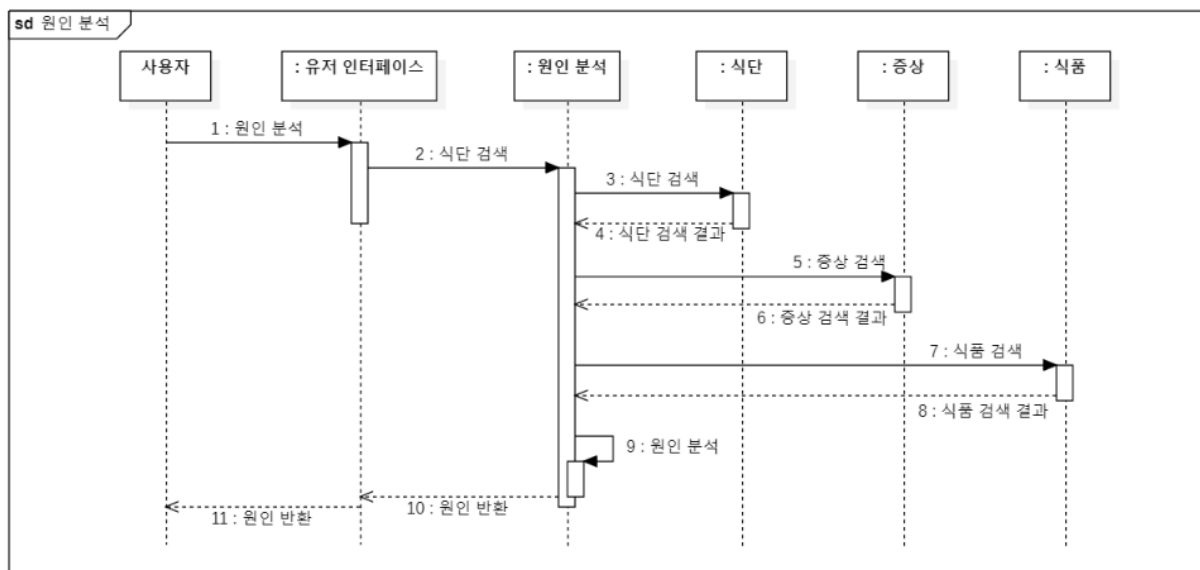 sd 원인 분석
사용자
: 유저 인터페이스
: 원인 분석
: 식단
: 증상
: 식품
1 : 원인 분석
2 : 식단 검색
3 : 식단 검색
4 : 식단 검색 결과
5 : 증상 검색
6 : 증상 검색 결과
7 : 식품 검색
8 : 식품 검색 결과
9 : 원인 분석
10 : 원인 반환
11 : 원인 반환